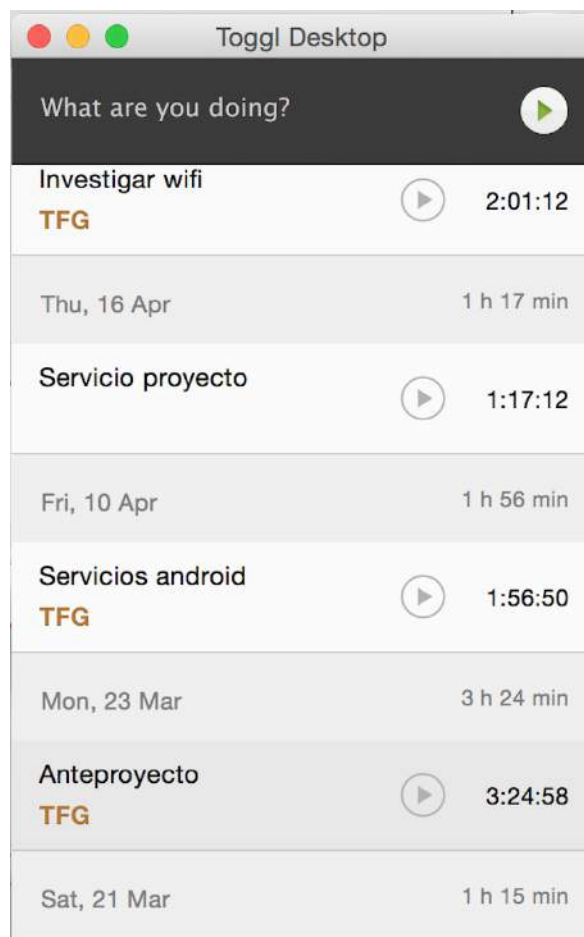 Toggl Desktop
What are you doing?
Investigar wifi
TFG
2:01:12
Thu, 16 Apr 1 h 17 min
Servicio proyecto
1:17:12
Fri, 10 Apr 1 h 56 min
Servicios android
TFG
1:56:50
Mon, 23 Mar 3 h 24 min
Anteproyecto
TFG
3:24:58
Sat, 21 Mar 1 h 15 min